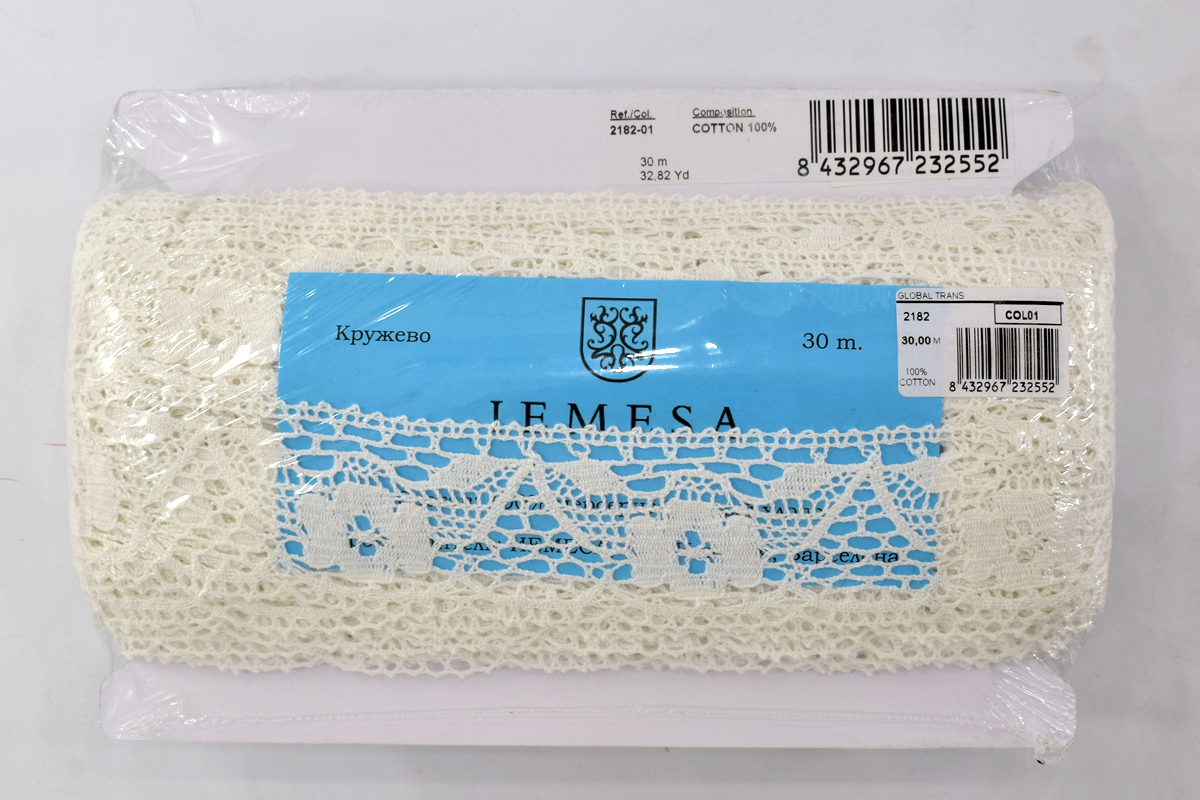 Ref./Col. Composition
2182-01 COTTON 100%
30 m
32.82 Yd
8 432967 232552
Кружево 30 m.
IEMESA
GLOBAL TRANS
2182 COL01
30,00 M
100%
COTTON
8 432967 232552